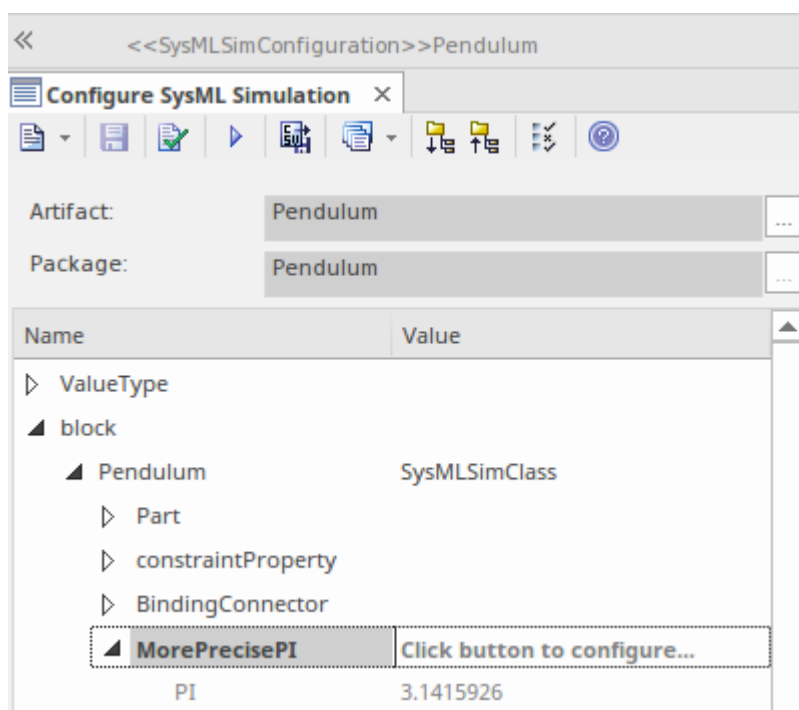 <<SysMLSimConfiguration>>Pendulum
Configure SysML Simulation
Artifact: Pendulum ...
Package: Pendulum ...
Name Value
ValueType
block
Pendulum SysMLSimClass
Part
constraintProperty
BindingConnector
MorePrecisePI Click button to configure...
PI 3.1415926